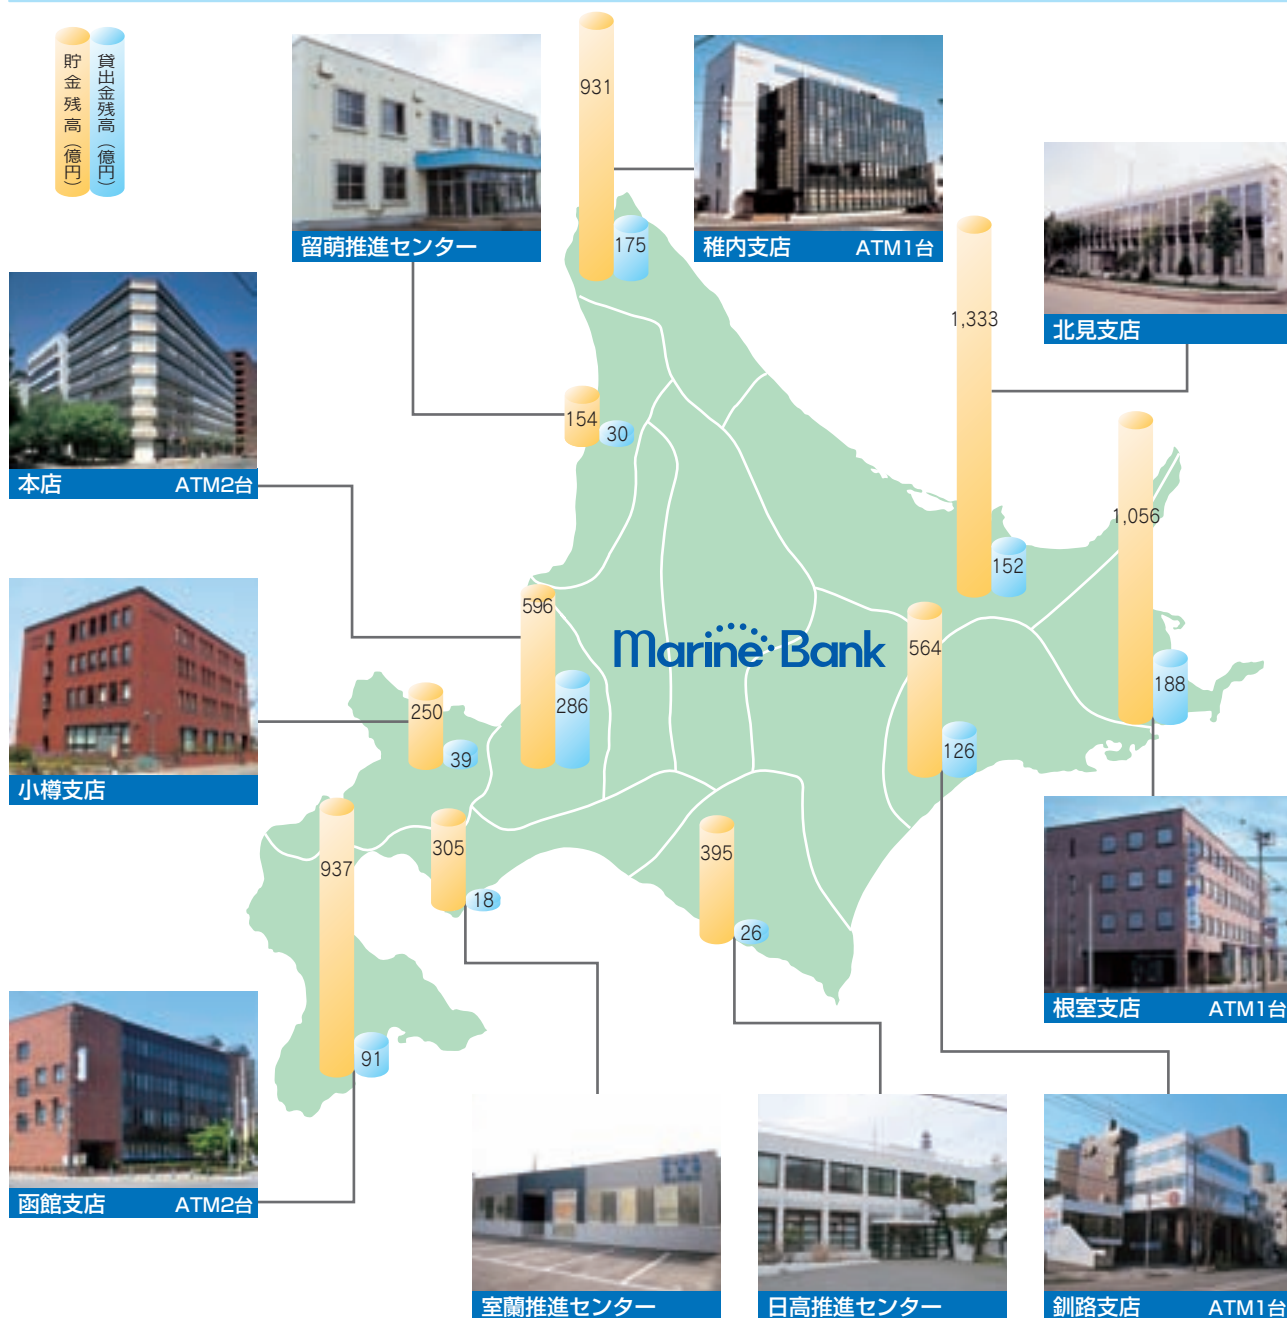 貯金残高（億円）
貸出金残高（億円）
931
175
留萌推進センター
稚内支店 ATM1台
1,333
152
北見支店
154
30
本店 ATM2台
1,056
188
596
286
Marine Bank
564
126
250
39
小樽支店
937
91
305
18
395
26
根室支店 ATM1台
函館支店 ATM2台
室蘭推進センター
日高推進センター
釧路支店 ATM1台